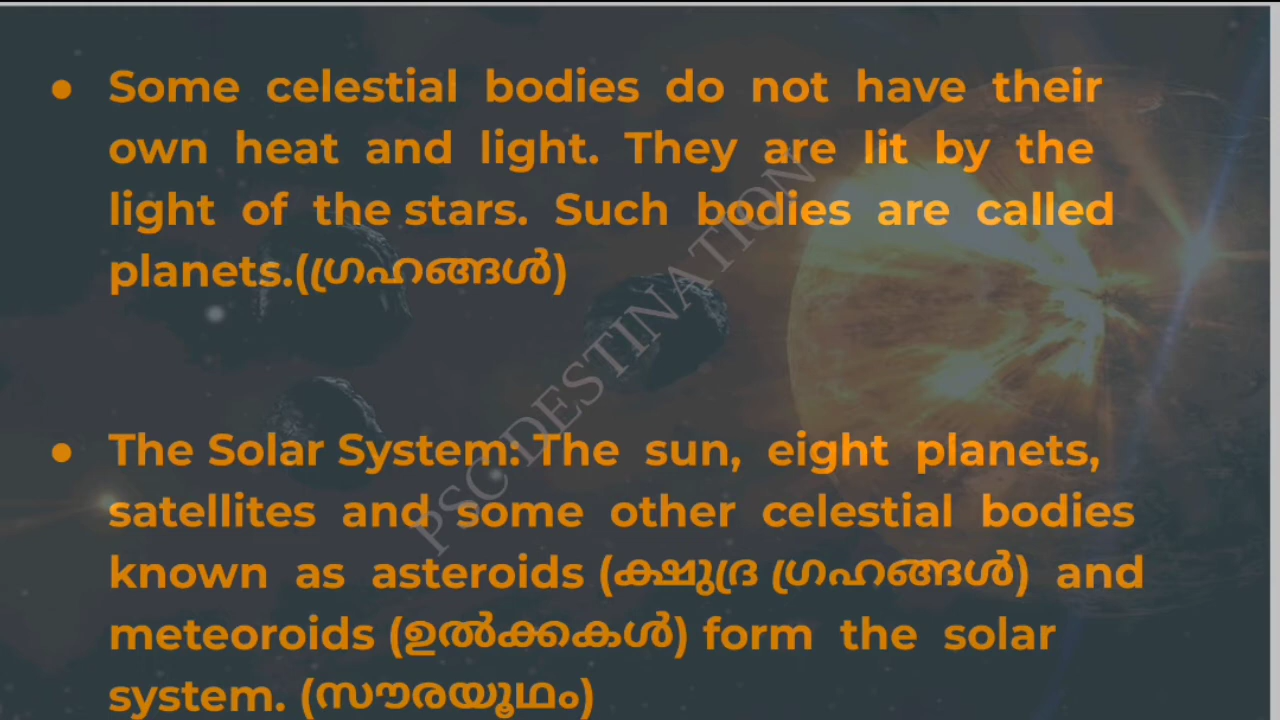 ● Some celestial bodies do not have their
own heat and light. They are lit by the
light of the stars. Such bodies are called
planets.(ഗ്രഹങ്ങൾ)
● The Solar System: The sun, eight planets,
satellites and some other celestial bodies
known as asteroids (ക്ഷുദ്ര ഗ്രഹങ്ങൾ) and
meteoroids (ഉൽക്കകൾ) form the solar
system. (സൗരയൂഥം)
PSC DESTINATION